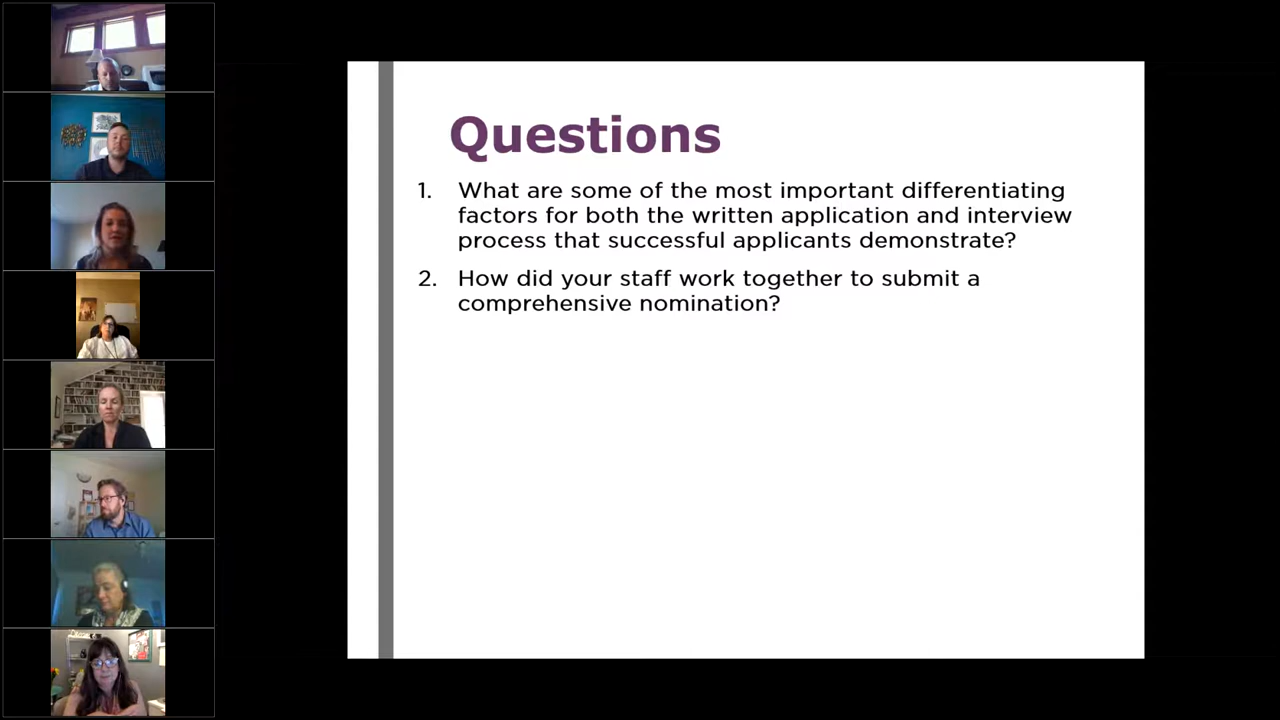 Questions
1. What are some of the most important differentiating
factors for both the written application and interview
process that successful applicants demonstrate?
2. How did your staff work together to submit a
comprehensive nomination?